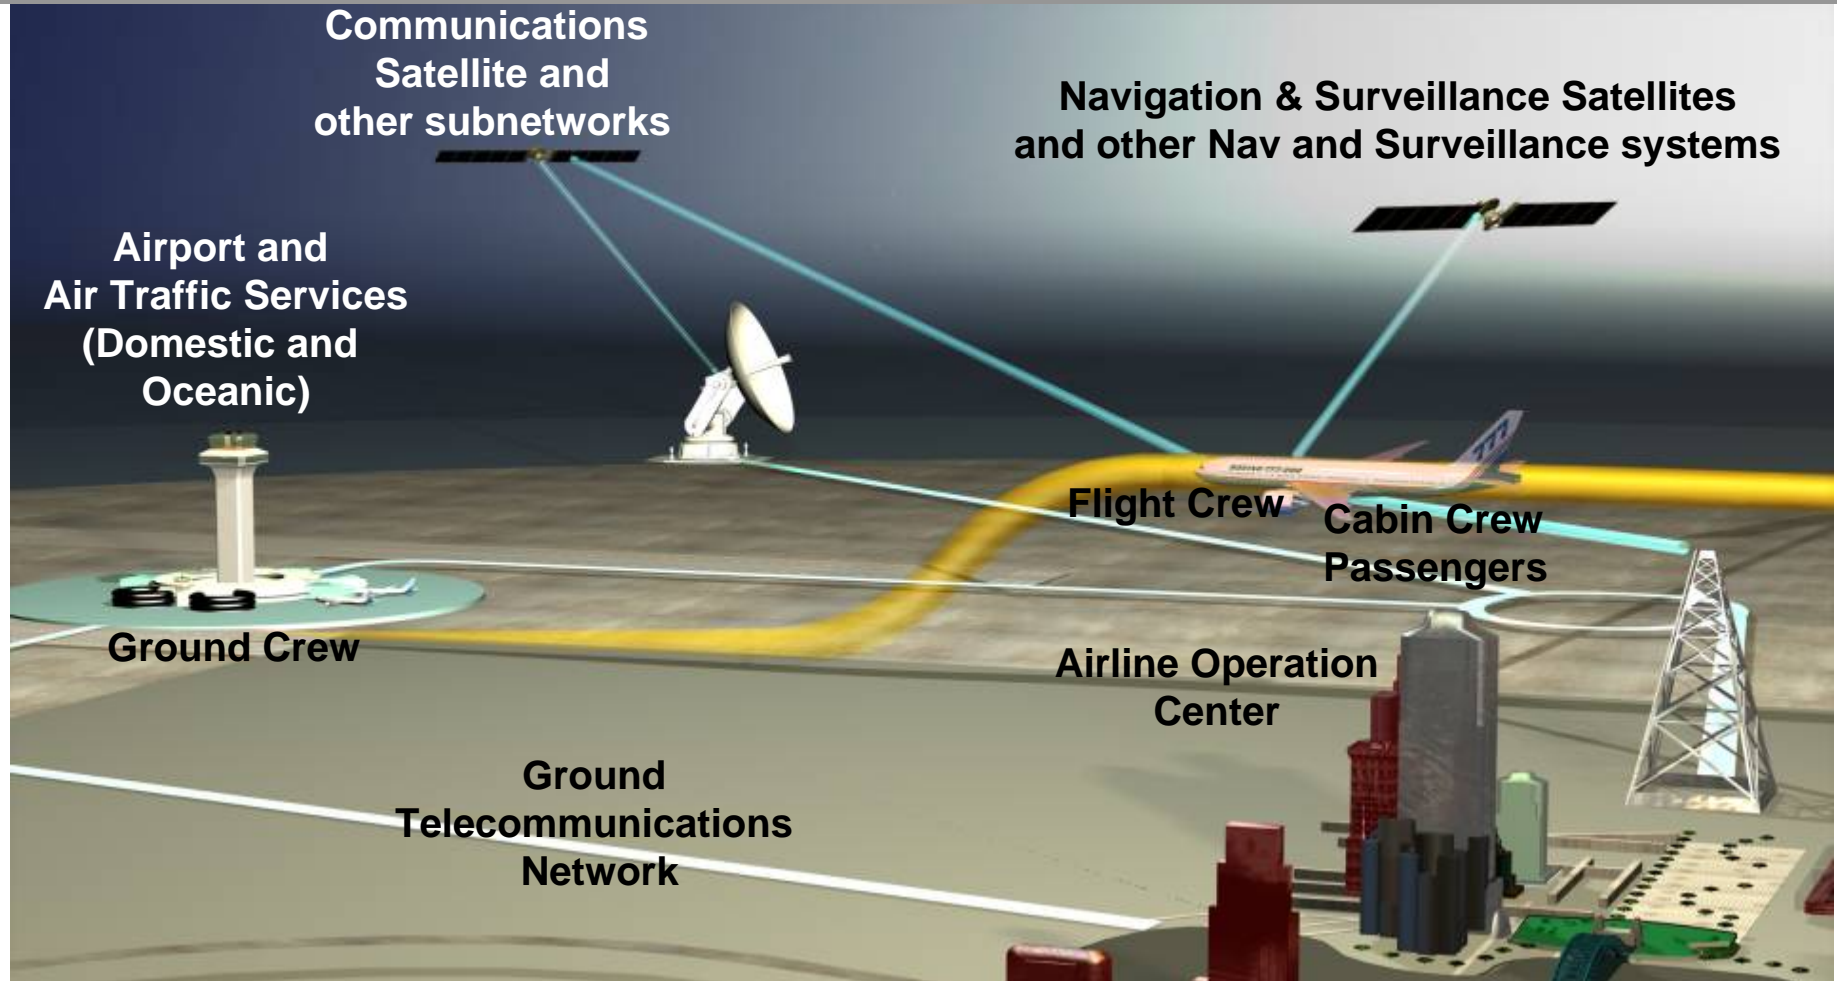 Communications
Satellite and
other subnetworks
Navigation & Surveillance Satellites
and other Nav and Surveillance systems
Airport and
Air Traffic Services
(Domestic and
Oceanic)
777
Flight Crew
Cabin Crew
Passengers
Ground Crew
Airline Operation
Center
Ground
Telecommunications
Network